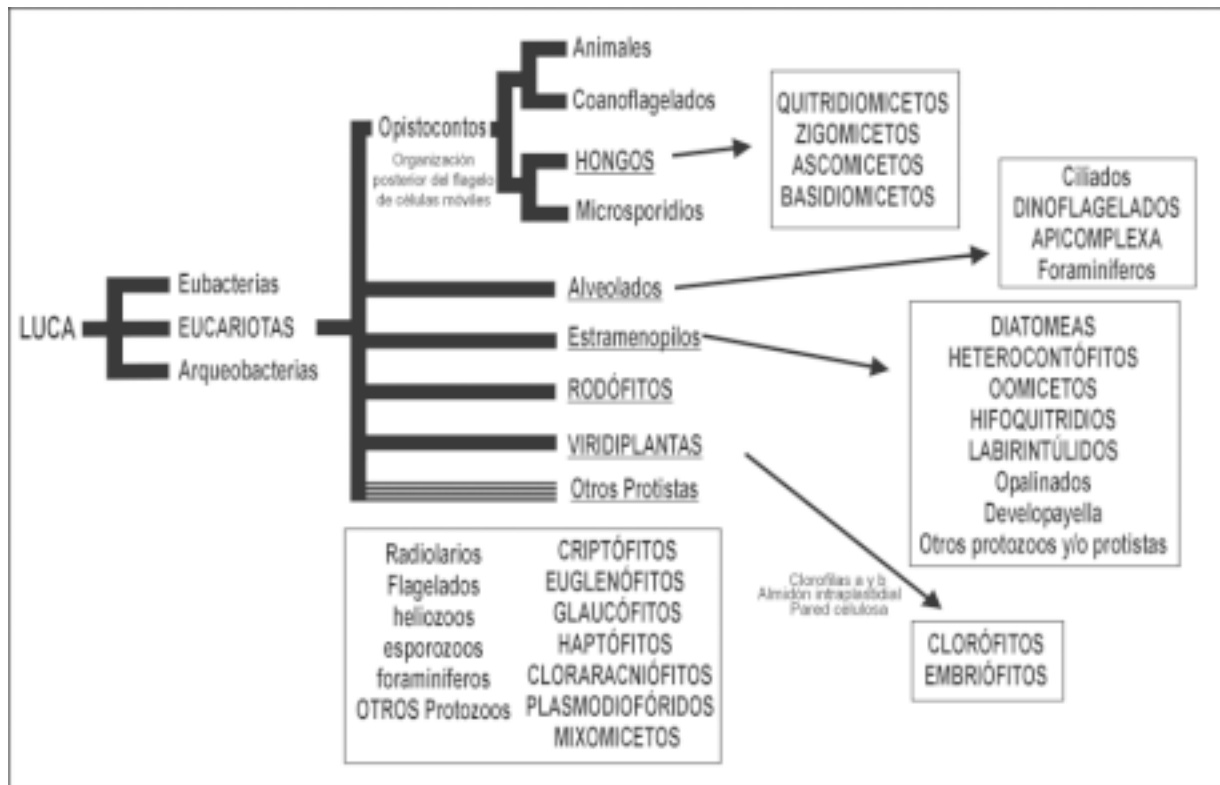 Animales
Coanoflagelados
Opistocontos
Organización
posterior del flagelo
de células móviles
HONGOS
Microsporidios
QUITRIDIOMICETOS
ZIGOMICETOS
ASCOMICETOS
BASIDIOMICETOS
Ciliados
DINOFLAGELADOS
APICOMPLEXA
Foraminíferos
LUCA
Eubacterias
EUCARIOTAS
Arqueobacterias
Alveolados
Estramenopilos
RODÓFITOS
VIRIDIPLANTAS
Otros Protistas
DIATOMEAS
HETEROCONTÓFITOS
OOMICETOS
HIFOQUITRIDIOS
LABIRINTÚLIDOS
Opalinados
Developayella
Otros protozoos y/o protistas
Radiolarios
Flagelados
heliozoos
esporozoos
foraminíferos
OTROS Protozoos
CRIPTÓFITOS
EUGLENÓFITOS
GLAUCÓFITOS
HAPTÓFITOS
CLORARACNIÓFITOS
PLASMODIOFÓRIDOS
MIXOMICETOS
Clorofilas a y b
Almidón intraplastidial
Pared celulosa
CLORÓFITOS
EMBRIÓFITOS